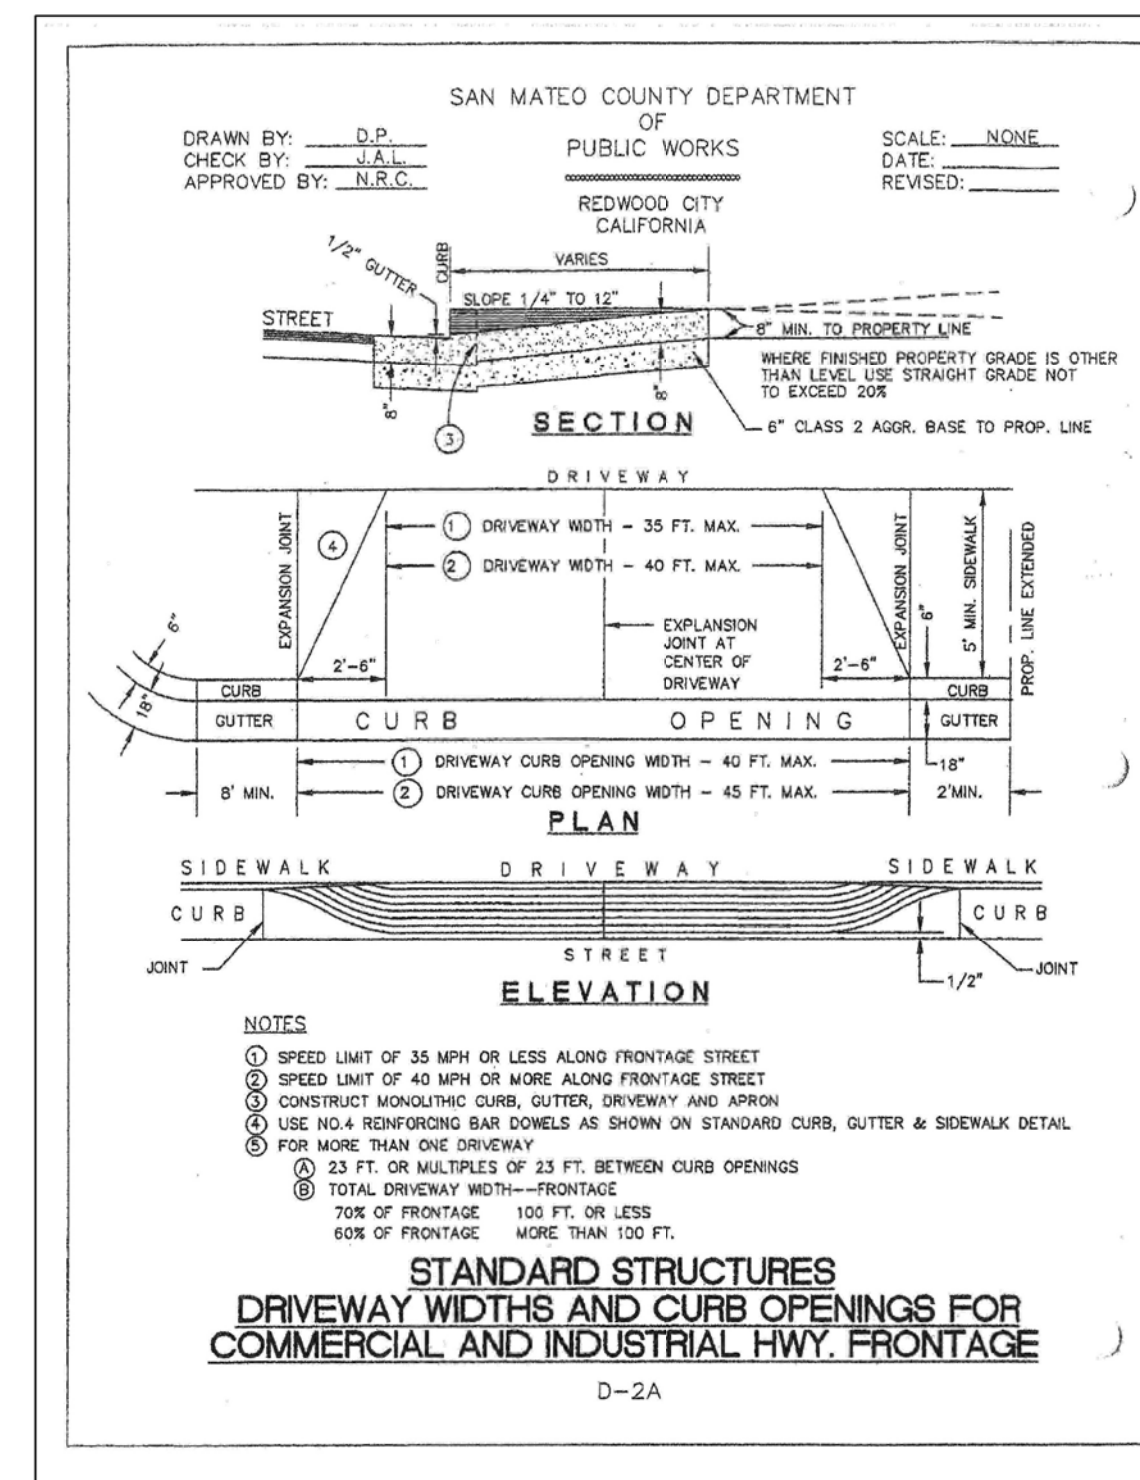 SAN MATEO COUNTY DEPARTMENT
OF
PUBLIC WORKS
REDWOOD CITY
CALIFORNIA
DRAWN BY: D.P.
CHECK BY: J.A.L.
APPROVED BY: N.R.C.
SCALE: NONE
DATE:
REVISED:
1/2" GUTTER
CURB
VARIES
SLOPE 1/4" TO 12"
STREET
8" MIN. TO PROPERTY LINE
WHERE FINISHED PROPERTY GRADE IS OTHER
THAN LEVEL USE STRAIGHT GRADE NOT
TO EXCEED 20%
8"
8"
3
SECTION
6" CLASS 2 AGGR. BASE TO PROP. LINE
DRIVEWAY
EXPANSION JOINT
4
1 DRIVEWAY WIDTH - 35 FT. MAX.
2 DRIVEWAY WIDTH - 40 FT. MAX.
EXPANSION JOINT
5' MIN. SIDEWALK
PROP. LINE EXTENDED
6"
6"
EXPLANSION
JOINT AT
CENTER OF
DRIVEWAY
2'-6"
2'-6"
18"
CURB
CURB
GUTTER
CURB OPENING
GUTTER
18"
1 DRIVEWAY CURB OPENING WIDTH - 40 FT. MAX.
8' MIN.
2 DRIVEWAY CURB OPENING WIDTH - 45 FT. MAX.
2'MIN.
PLAN
SIDEWALK
DRIVEWAY
SIDEWALK
CURB
CURB
JOINT
STREET
JOINT
1/2"
ELEVATION
NOTES
1 SPEED LIMIT OF 35 MPH OR LESS ALONG FRONTAGE STREET
2 SPEED LIMIT OF 40 MPH OR MORE ALONG FRONTAGE STREET
3 CONSTRUCT MONOLITHIC CURB, GUTTER, DRIVEWAY AND APRON
4 USE NO.4 REINFORCING BAR DOWELS AS SHOWN ON STANDARD CURB, GUTTER & SIDEWALK DETAIL
5 FOR MORE THAN ONE DRIVEWAY
A 23 FT. OR MULTIPLES OF 23 FT. BETWEEN CURB OPENINGS
B TOTAL DRIVEWAY WIDTH--FRONTAGE
70% OF FRONTAGE 100 FT. OR LESS
60% OF FRONTAGE MORE THAN 100 FT.
STANDARD STRUCTURES
DRIVEWAY WIDTHS AND CURB OPENINGS FOR
COMMERCIAL AND INDUSTRIAL HWY. FRONTAGE
D-2A